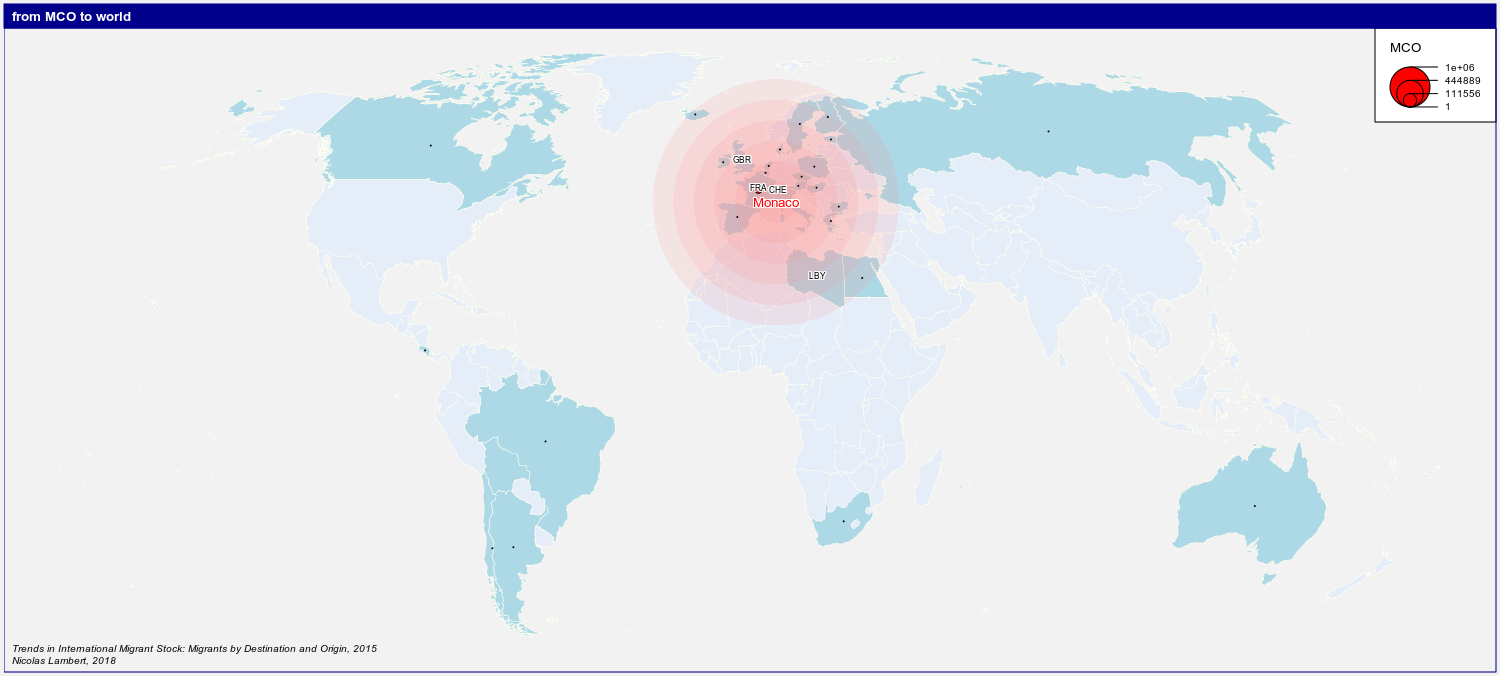 from MCO to world
MCO
1e+06
444889
111556
1
GBR
FRA CHE
Monaco
LBY
Trends in International Migrant Stock: Migrants by Destination and Origin, 2015
Nicolas Lambert, 2018